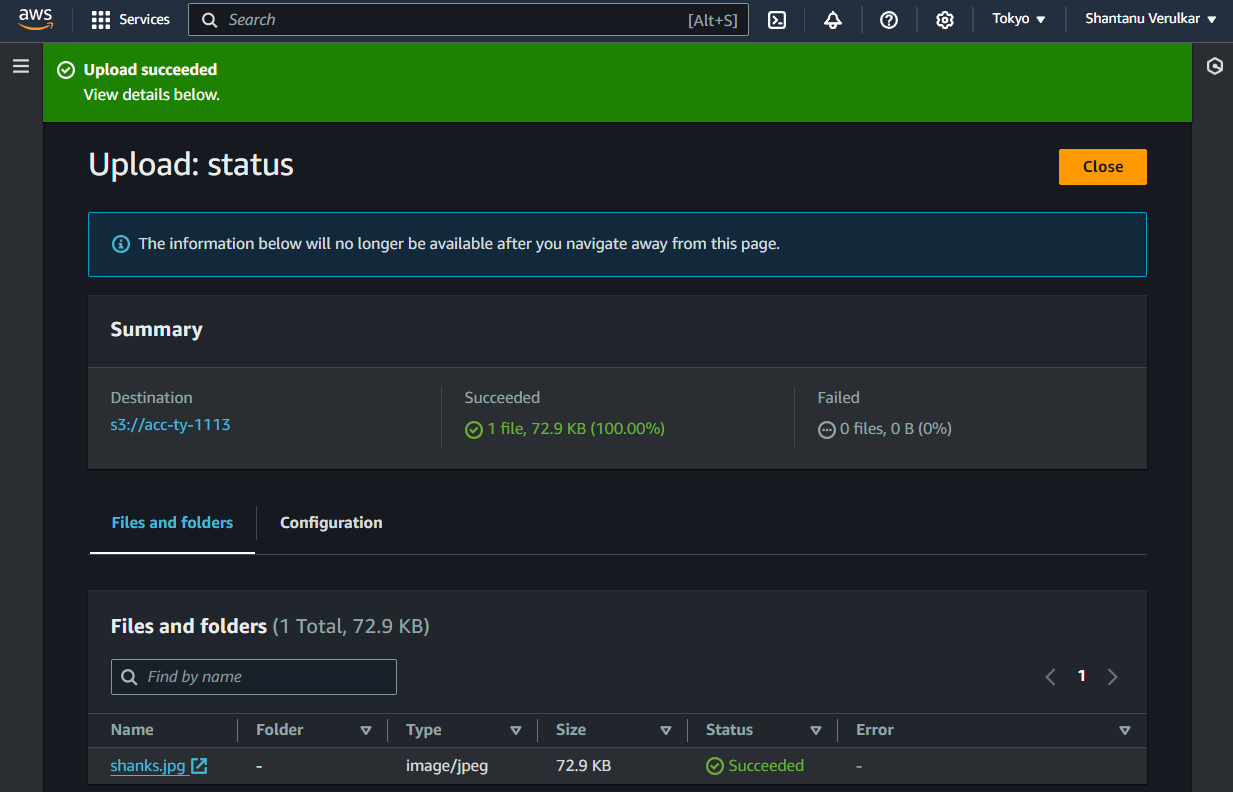 aws Services Search [Alt+S] Tokyo Shantanu Verulkar
Upload succeeded
View details below.
Upload: status
Close
The information below will no longer be available after you navigate away from this page.
Summary
Destination Succeeded Failed
s3://acc-ty-1113 1 file, 72.9 KB (100.00%) 0 files, 0 B (0%)
Files and folders Configuration
Files and folders (1 Total, 72.9 KB)
Find by name 1
Name Folder Type Size Status Error
shanks.jpg - image/jpeg 72.9 KB Succeeded -